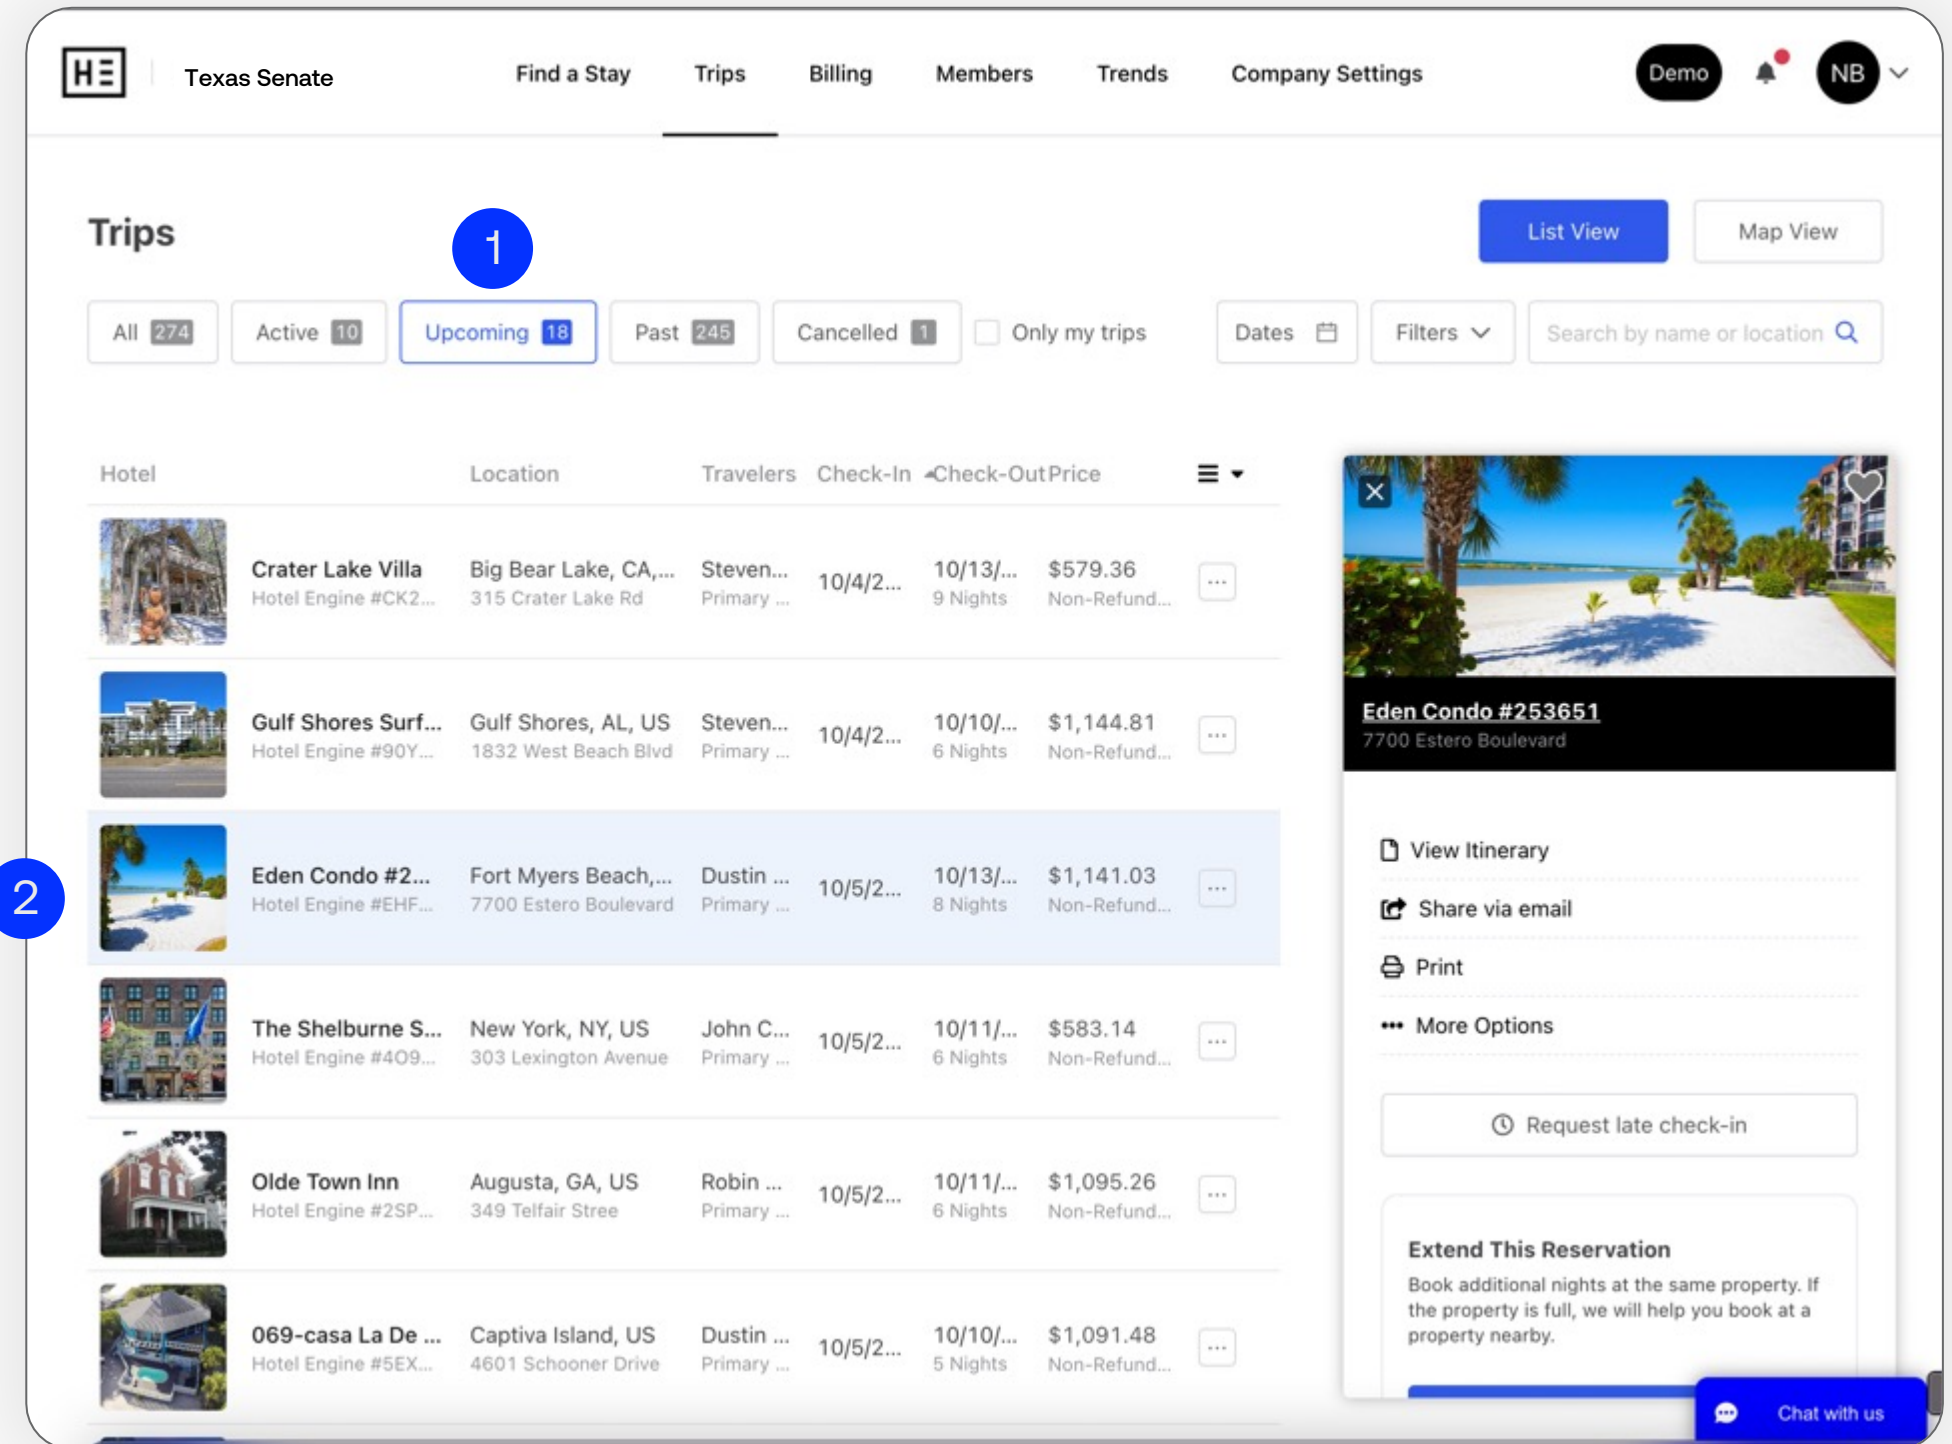 HE
Texas Senate
Find a Stay
Trips
Billing
Members
Trends
Company Settings
Demo
NB
Trips
1
List View
Map View
All 274
Active 10
Upcoming 18
Past 245
Cancelled 1
Only my trips
Dates
Filters
Search by name or location
Hotel Location Travelers Check-In Check-Out Price
Crater Lake Villa Big Bear Lake, CA,... Steven... 10/4/2... 10/13/... $579.36
Hotel Engine #CK2... 315 Crater Lake Rd Primary ... 9 Nights Non-Refund...
Gulf Shores Surf... Gulf Shores, AL, US Steven... 10/4/2... 10/10/... $1,144.81
Hotel Engine #90Y... 1832 West Beach Blvd Primary ... 6 Nights Non-Refund...
2
Eden Condo #2... Fort Myers Beach,... Dustin ... 10/5/2... 10/13/... $1,141.03
Hotel Engine #EHF... 7700 Estero Boulevard Primary ... 8 Nights Non-Refund...
The Shelburne S... New York, NY, US John C... 10/5/2... 10/11/... $583.14
Hotel Engine #4O9... 303 Lexington Avenue Primary ... 6 Nights Non-Refund...
Olde Town Inn Augusta, GA, US Robin ... 10/5/2... 10/11/... $1,095.26
Hotel Engine #2SP... 349 Telfair Stree Primary ... 6 Nights Non-Refund...
069-casa La De ... Captiva Island, US Dustin ... 10/5/2... 10/10/... $1,091.48
Hotel Engine #5EX... 4601 Schooner Drive Primary ... 5 Nights Non-Refund...
Eden Condo #253651
7700 Estero Boulevard
View Itinerary
Share via email
Print
More Options
Request late check-in
Extend This Reservation
Book additional nights at the same property. If
the property is full, we will help you book at a
property nearby.
Chat with us